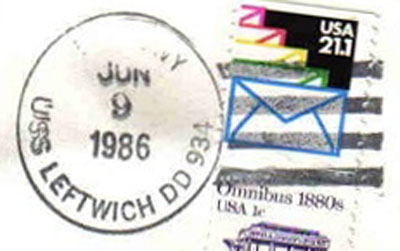 JUN
9
1986
USS LEFTWICH DD 934
USA
21.1
Omnibus 1880s
USA 1c